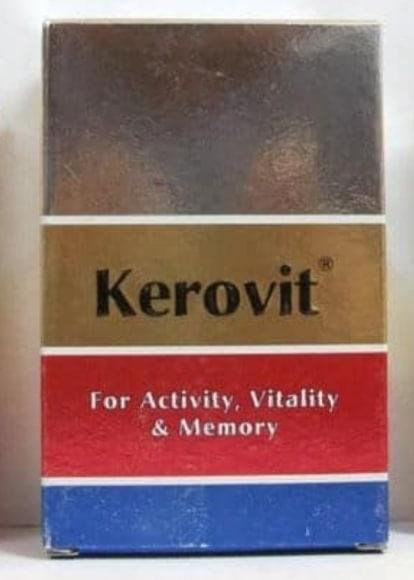 Kerovit®
For Activity, Vitality
& Memory